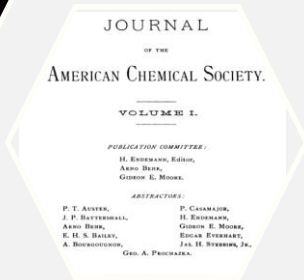 JOURNAL
OF THE
AMERICAN CHEMICAL SOCIETY.
VOLUME I.
PUBLICATION COMMITTEE:
H. ENDEMANN, Editor,
ARNO BEHR,
GIDEON E. MOORE.
ABSTRACTORS:
P. T. AUSTEN, P. CASAMAJOR,
J. P. BATTERSHALL, H. ENDEMANN,
ARNO BEHR, GIDEON E. MOORE,
E. H. S. BAILEY, EDGAR EVERHART,
A. BOURGOUGNON, JAS. H. STEBBINS, JR.,
GEO. A. PROCHAZKA.